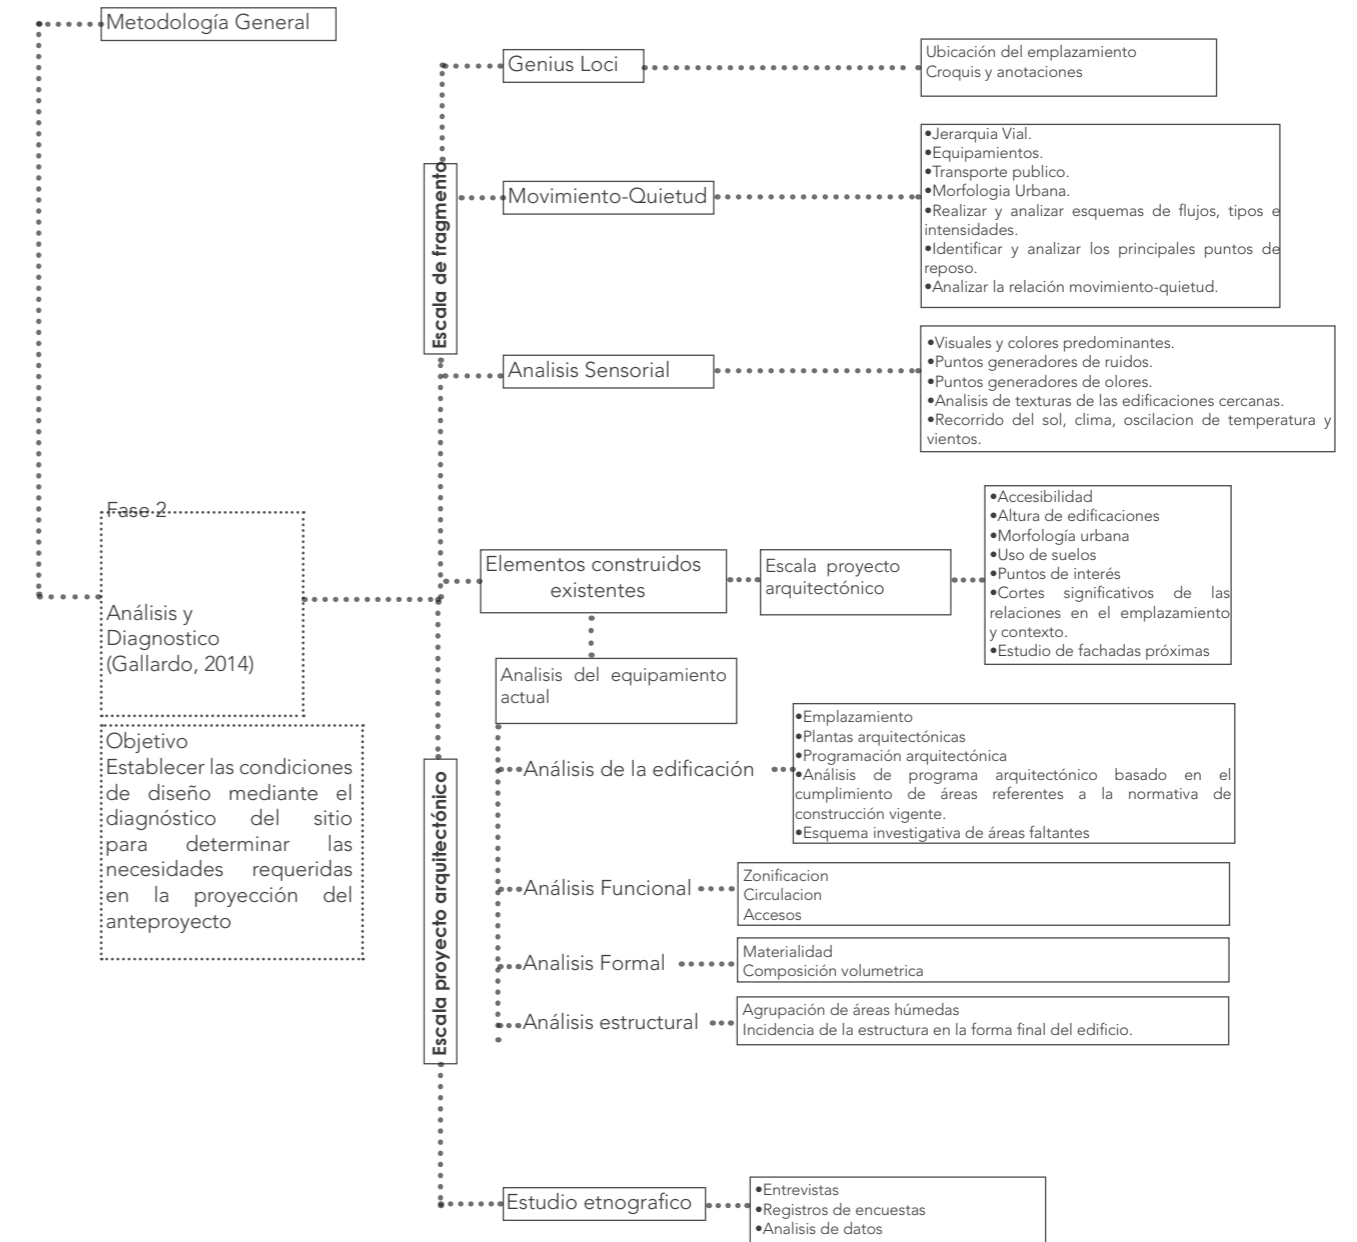 Metodología General
Genius Loci
Ubicación del emplazamiento
Croquis y anotaciones
Escala de fragmento
Movimiento-Quietud
•Jerarquia Vial.
•Equipamientos.
•Transporte publico.
•Morfologia Urbana.
•Realizar y analizar esquemas de flujos, tipos e
intensidades.
•Identificar y analizar los principales puntos de
reposo.
•Analizar la relación movimiento-quietud.
Analisis Sensorial
•Visuales y colores predominantes.
•Puntos generadores de ruidos.
•Puntos generadores de olores.
•Analisis de texturas de las edificaciones cercanas.
•Recorrido del sol, clima, oscilacion de temperatura y
vientos.
Fase 2
Análisis y
Diagnostico
(Gallardo, 2014)
Objetivo
Establecer las condiciones
de diseño mediante el
diagnóstico del sitio
para determinar las
necesidades requeridas
en la proyección del
anteproyecto
Elementos construidos
existentes
Escala proyecto
arquitectónico
•Accesibilidad
•Altura de edificaciones
•Morfología urbana
•Uso de suelos
•Puntos de interés
•Cortes significativos de las
relaciones en el emplazamiento
y contexto.
•Estudio de fachadas próximas
Escala proyecto arquitectónico
Analisis del equipamiento
actual
Análisis de la edificación
•Emplazamiento
•Plantas arquitectónicas
•Programación arquitectónica
•Análisis de programa arquitectónico basado en el
cumplimiento de áreas referentes a la normativa de
construcción vigente.
•Esquema investigativa de áreas faltantes
Análisis Funcional
Zonificacion
Circulacion
Accesos
Analisis Formal
Materialidad
Composición volumetrica
Análisis estructural
Agrupación de áreas húmedas
Incidencia de la estructura en la forma final del edificio.
Estudio etnografico
•Entrevistas
•Registros de encuestas
•Analisis de datos